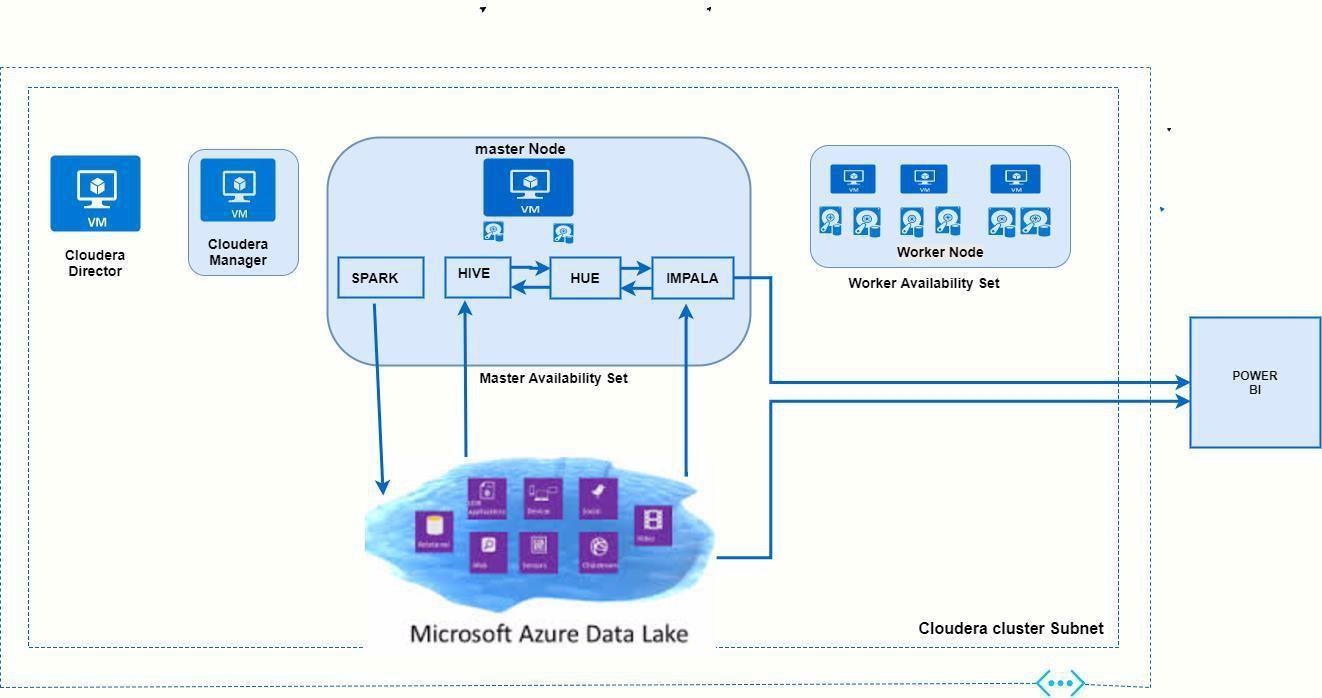 master Node
VM
VM
VM
VM
VM
VM
Cloudera
Director
Cloudera
Manager
SPARK
HIVE
HUE
IMPALA
Worker Node
Worker Availability Set
Master Availability Set
POWER
BI
Applications
Devices
Social
Video
Relational
Web
Sensors
Clickstream
Microsoft Azure Data Lake
Cloudera cluster Subnet